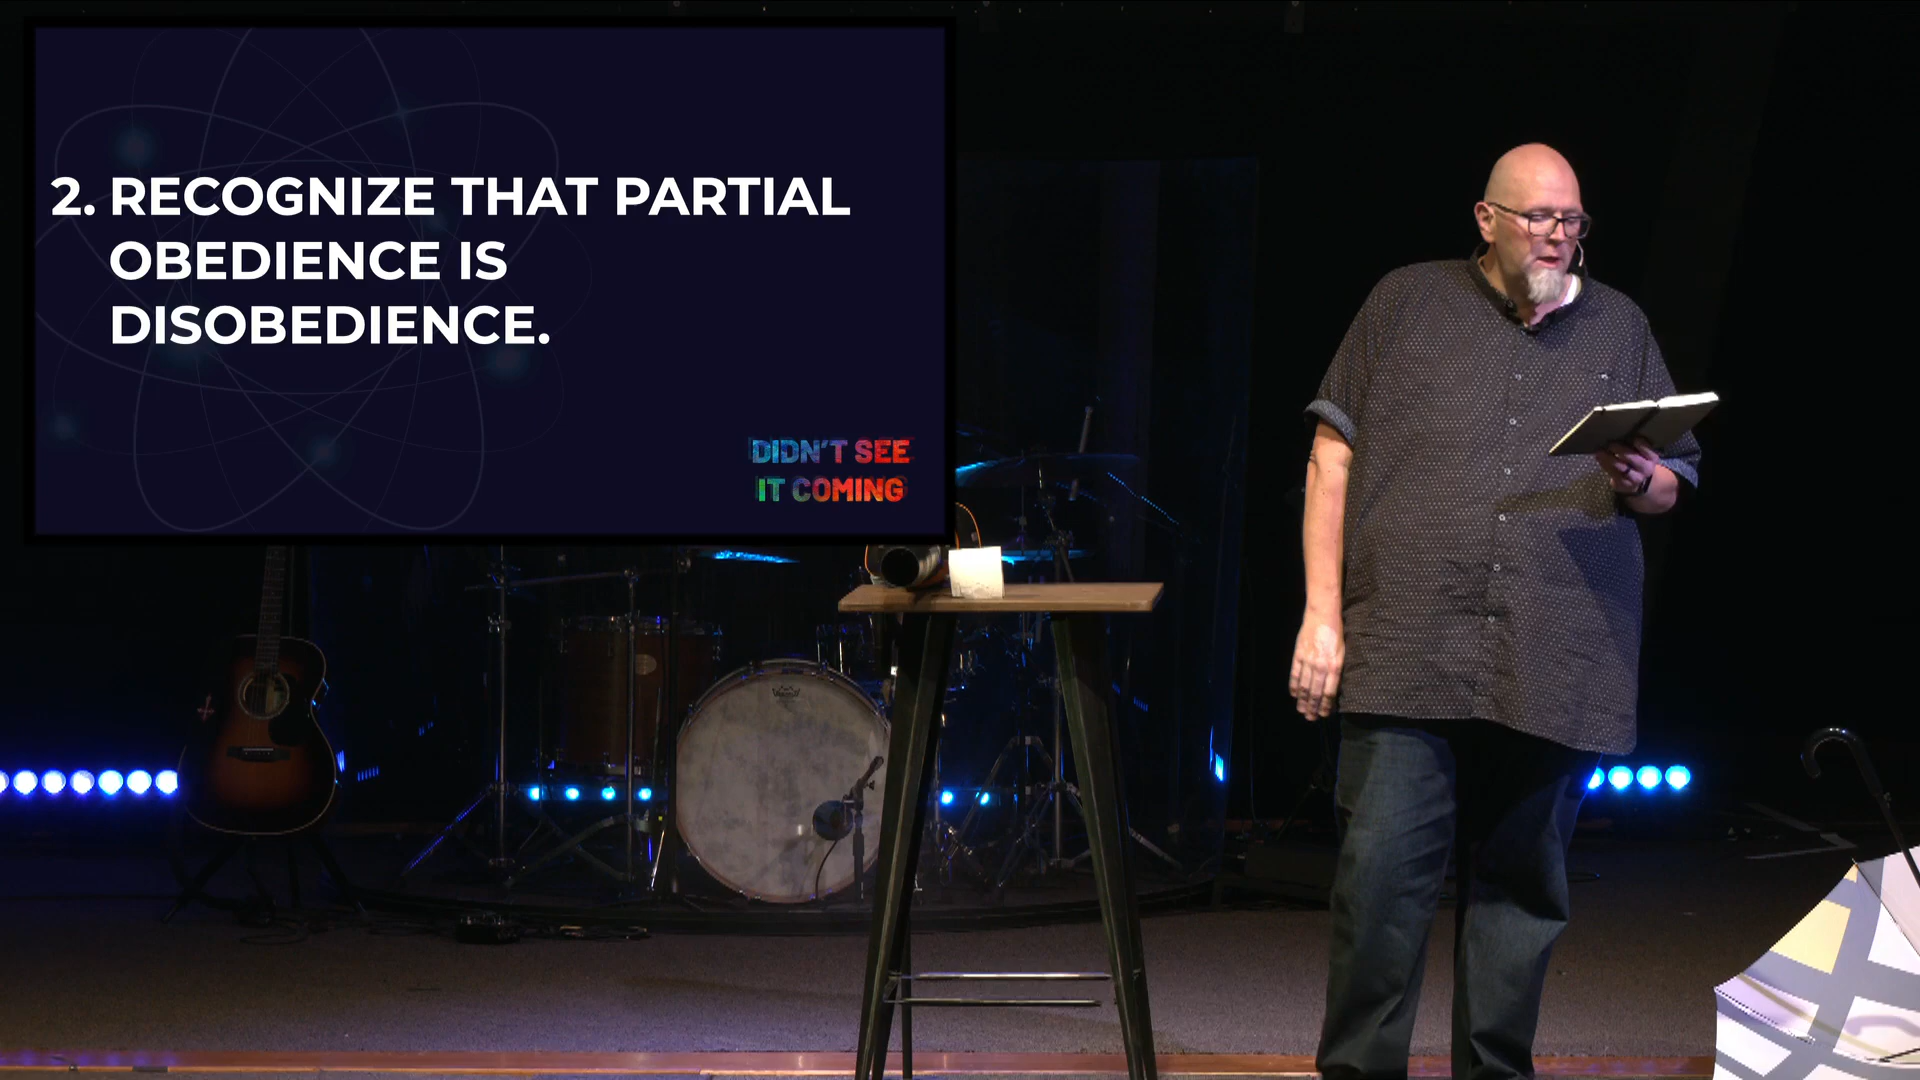 2. RECOGNIZE THAT PARTIAL
OBEDIENCE IS
DISOBEDIENCE.
DIDN'T SEE
IT COMING